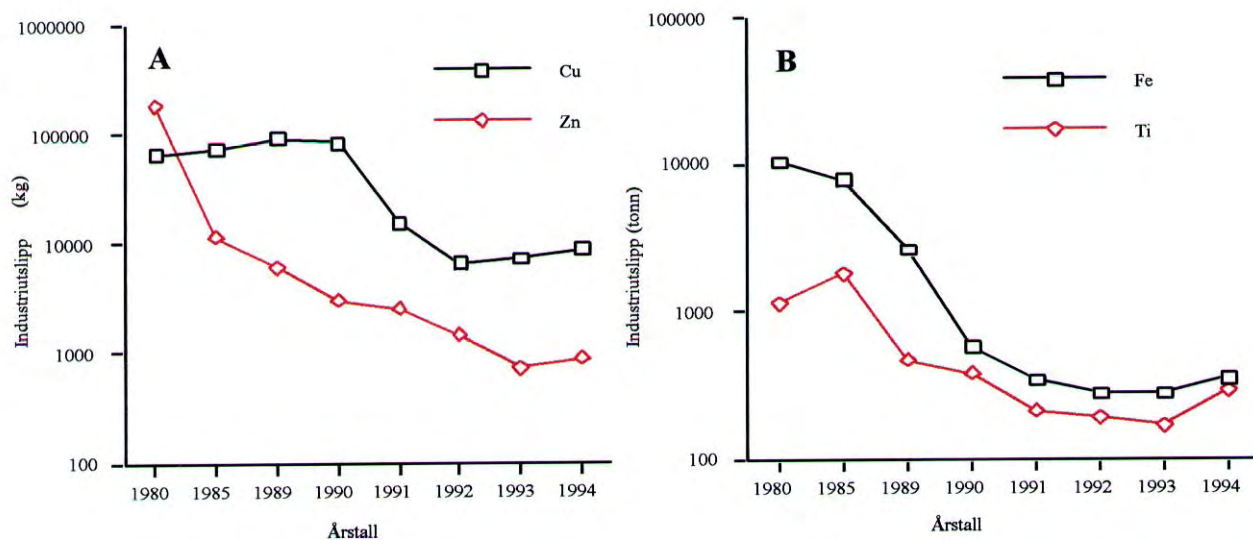 A
1000000
100000
10000
1000
100
Industriutslipp (kg)
Cu
Zn
1980 1985 1989 1990 1991 1992 1993 1994
Årstall
B
100000
10000
1000
100
Industriutslipp (tonn)
Fe
Ti
1980 1985 1989 1990 1991 1992 1993 1994
Årstall